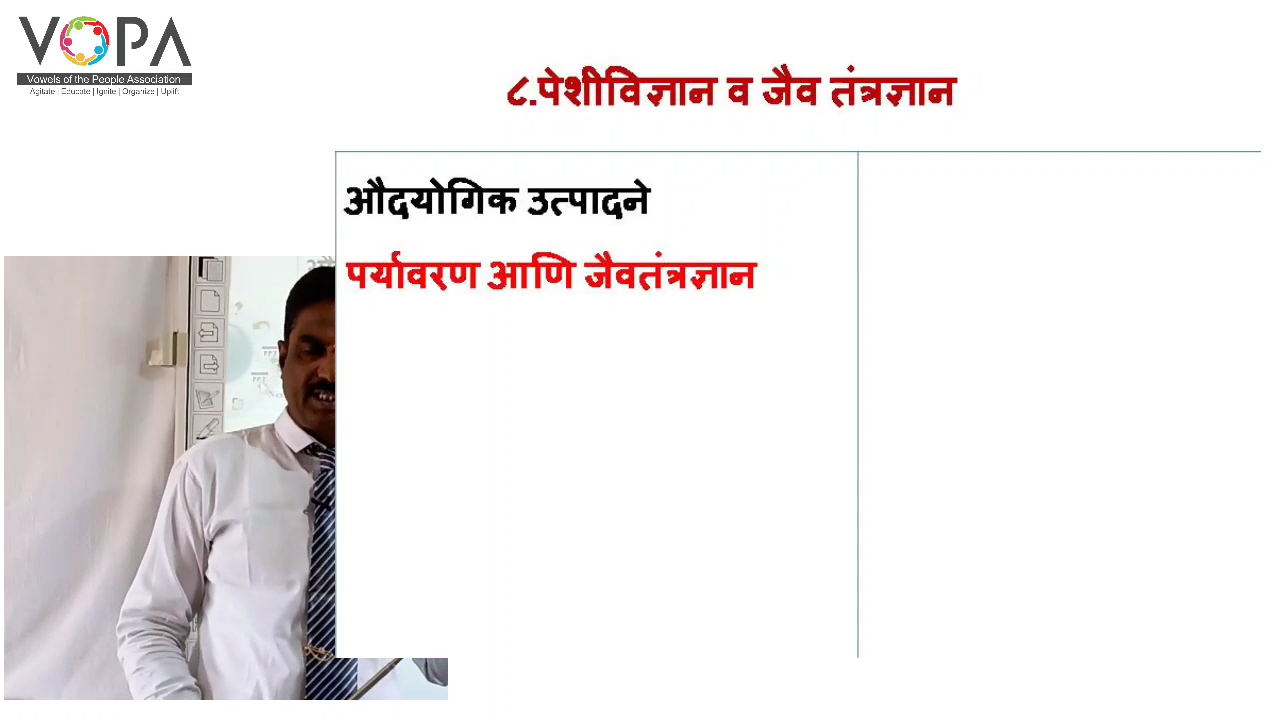 VOPA
Vowels of the People Association
Agitate | Educate | Ignite | Organize | Uplift
८.पेशीविज्ञान व जैव तंत्रज्ञान
औदयोगिक उत्पादने
पर्यावरण आणि जैवतंत्रज्ञान